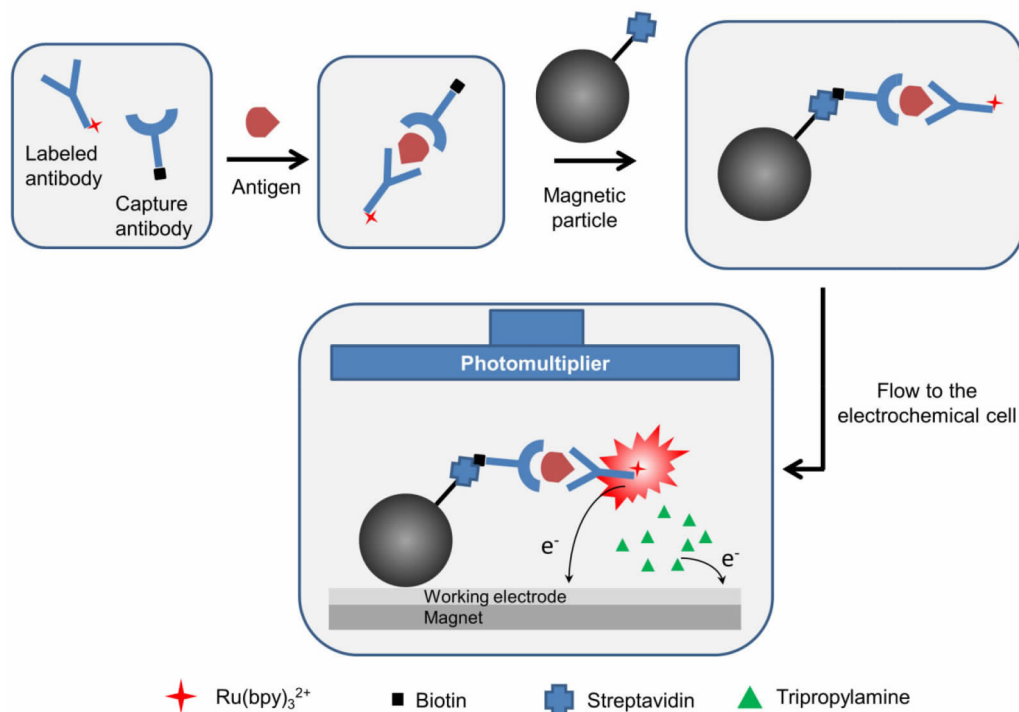 Labeled
antibody
Capture
antibody
Antigen
Magnetic
particle
Photomultiplier
Flow to the
electrochemical cell
e⁻
e⁻
Working electrode
Magnet
Ru(bpy)₃²⁺
Biotin
Streptavidin
Tripropylamine